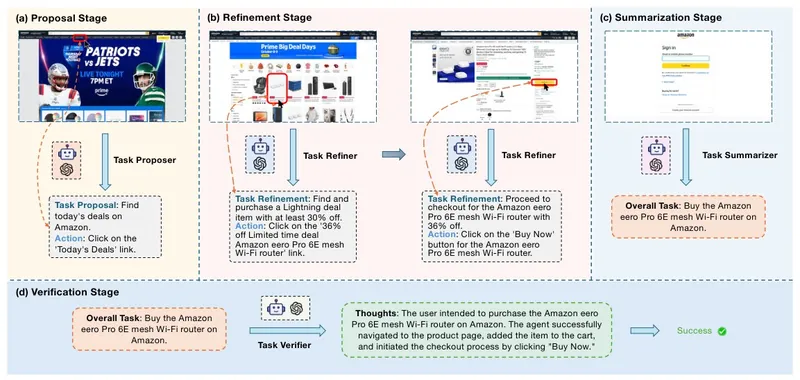 (a) Proposal Stage
PATRIOTS
VS JETS
LIVE TONIGHT
7PM ET
prime
Task Proposer
Task Proposal: Find
today's deals on
Amazon.
Action: Click on the
'Today's Deals' link.
(b) Refinement Stage
Prime Big Deal Days
Task Refiner
Task Refinement: Find and
purchase a Lightning deal
item with at least 30% off.
Action: Click on the '36%
off Limited time deal
Amazon eero Pro 6E mesh
Wi-Fi router' link.
Task Refiner
Task Refinement: Proceed to
checkout for the Amazon eero
Pro 6E mesh Wi-Fi router with
36% off.
Action: Click on the 'Buy Now'
button for the Amazon eero
Pro 6E mesh Wi-Fi router.
(c) Summarization Stage
amazon
Sign in
Task Summarizer
Overall Task: Buy the Amazon
eero Pro 6E mesh Wi-Fi router on
Amazon.
(d) Verification Stage
Overall Task: Buy the Amazon
eero Pro 6E mesh Wi-Fi router on
Amazon.
Task Verifier
Thoughts: The user intended to purchase the Amazon eero
Pro 6E mesh Wi-Fi router on Amazon. The agent successfully
navigated to the product page, added the item to the cart,
and initiated the checkout process by clicking "Buy Now."
Success